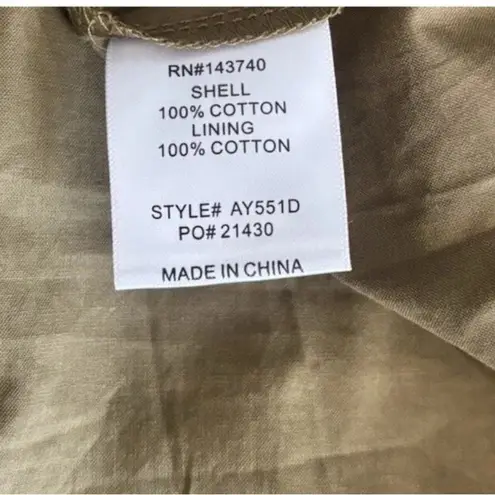 RN#143740
SHELL
100% COTTON
LINING
100% COTTON
STYLE# AY551D
PO# 21430
MADE IN CHINA